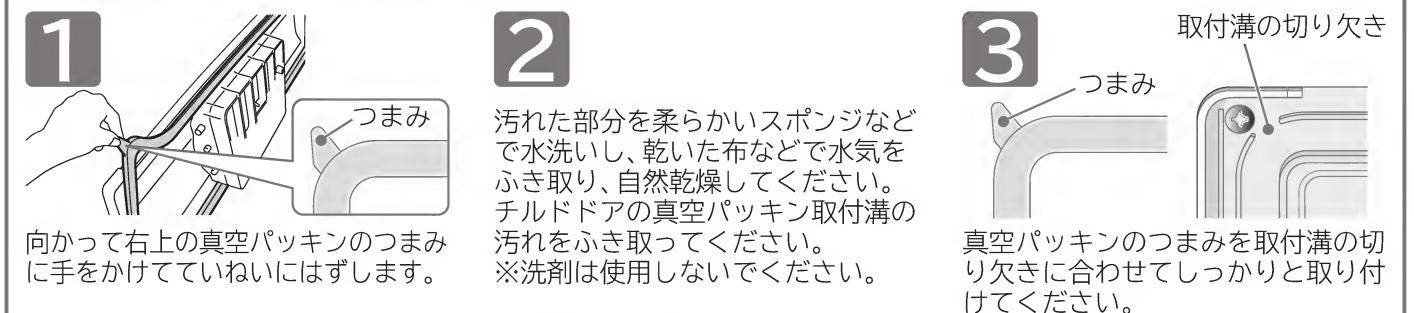 1
つまみ
向かって右上の真空パッキンのつまみ
に手をかけてていねいにはずします。
2
汚れた部分を柔らかいスポンジなど
で水洗いし、乾いた布などで水気を
ふき取り、自然乾燥してください。
チルドドアの真空パッキン取付溝の
汚れをふき取ってください。
※洗剤は使用しないでください。
3
取付溝の切り欠き
つまみ
真空パッキンのつまみを取付溝の切
り欠きに合わせてしっかりと取り付
けてください。